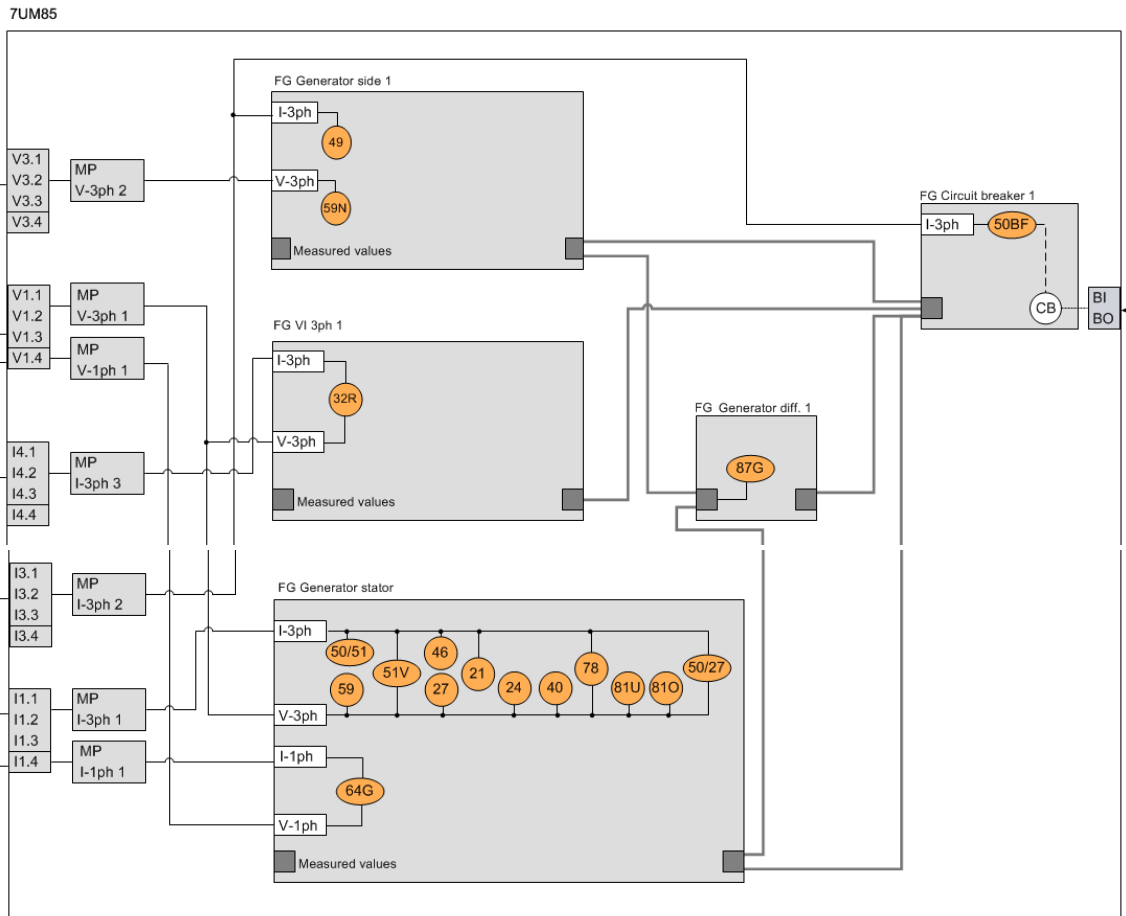 7UM85
FG Generator side 1
I-3ph
49
V3.1
V3.2
V3.3
V3.4
MP
V-3ph 2
V-3ph
59N
Measured values
FG Circuit breaker 1
I-3ph
50BF
CB
BI
BO
V1.1
V1.2
V1.3
V1.4
MP
V-3ph 1
MP
V-1ph 1
FG VI 3ph 1
I-3ph
32R
V-3ph
Measured values
I4.1
I4.2
I4.3
I4.4
MP
I-3ph 3
FG Generator diff. 1
87G
I3.1
I3.2
I3.3
I3.4
MP
I-3ph 2
FG Generator stator
I-3ph
50/51
51V
46
21
78
50/27
59
27
24
40
81U
81O
V-3ph
I1.1
I1.2
I1.3
I1.4
MP
I-3ph 1
MP
I-1ph 1
I-1ph
64G
V-1ph
Measured values